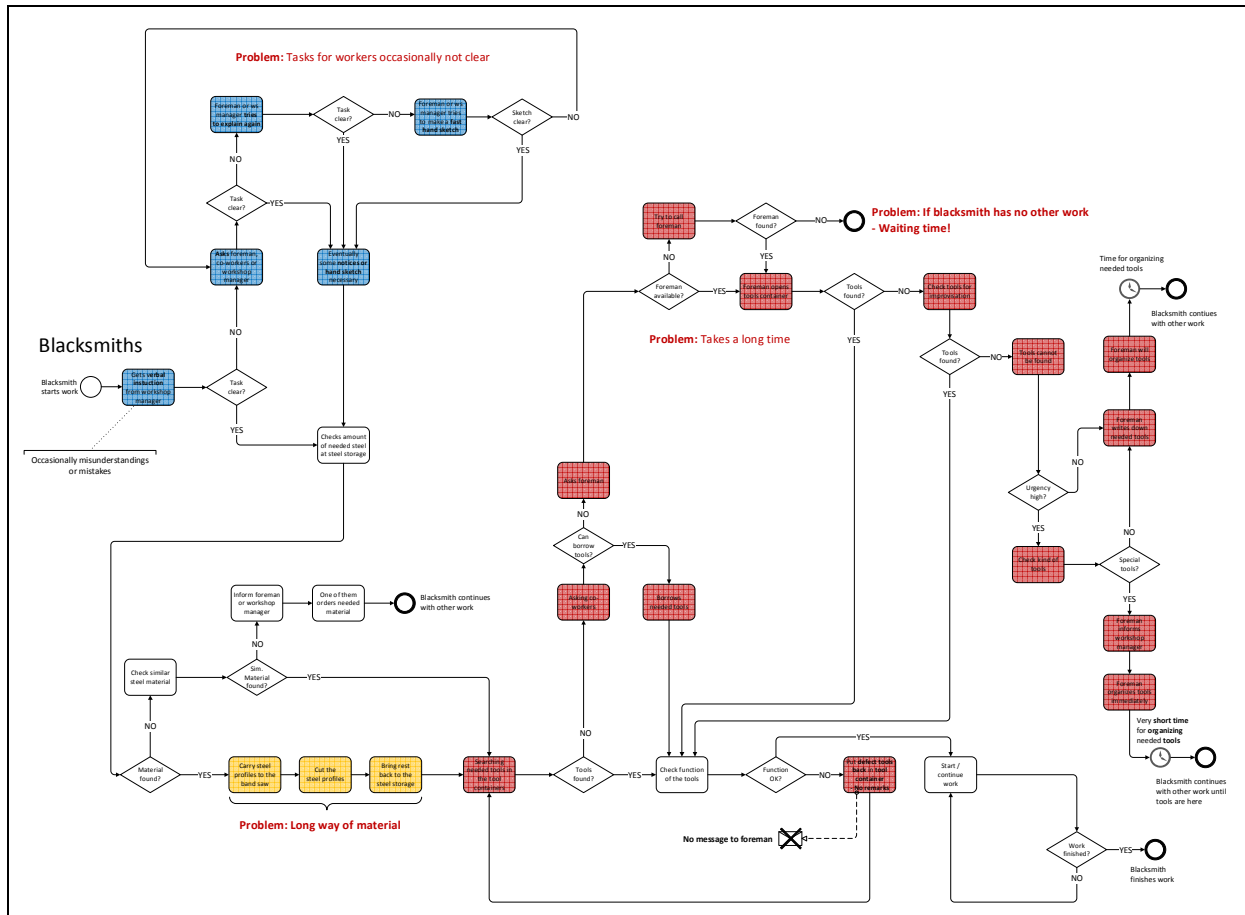 Problem: Tasks for workers occasionally not clear
Foreman or ws
manager tries
to explain again
Task
clear?
NO
Foreman or ws
manager tries
to make a fast
hand sketch
Sketch
clear?
NO
YES
YES
NO
Task
clear?
YES
Asks foreman,
co-workers or
workshop
manager
Eventually
some notices or
hand sketch
necessary
NO
Blacksmiths
Blacksmith
starts work
Gets verbal
instuction
from workshop
manager
Task
clear?
YES
Occasionally misunderstandings
or mistakes
Checks amount
of needed steel
at steel storage
Try to call
foreman
Foreman
found?
NO
Problem: If blacksmith has no other work
- Waiting time!
NO
YES
Foreman
available?
YES
Foreman opens
tools container
Tools
found?
NO
Check tools for
improvisation
Problem: Takes a long time
YES
Tools
found?
NO
Tools cannot
be found
YES
Time for organizing
needed tools
Blacksmith contiues
with other work
Foreman will
organize tools
Foreman
writes down
needed tools
NO
Urgency
high?
YES
NO
Check kind of
tools
Special
tools?
YES
Foreman
informs
workshop
manager
Foreman
organizes tools
immediately
Very short time
for organizing
needed tools
Blacksmith continues
with other work until
tools are here
Asks foreman
NO
Can
borrow
tools?
YES
Asking co-
workers
Borrows
needed tools
Inform foreman
or workshop
manager
One of them
orders needed
material
Blacksmith continues
with other work
NO
Check similar
steel material
Sim.
Material
found?
YES
NO
NO
Material
found?
YES
Carry steel
profiles to the
band saw
Cut the
steel profiles
Bring rest
back to the
steel storage
Problem: Long way of material
Searching
needed tools in
the tool
containers
Tools
found?
YES
Check function
of the tools
Function
OK?
YES
NO
Put defect tools
back in tool
container
- No remarks
No message to foreman
Start /
continue
work
Work
finished?
YES
NO
Blacksmith
finishes work